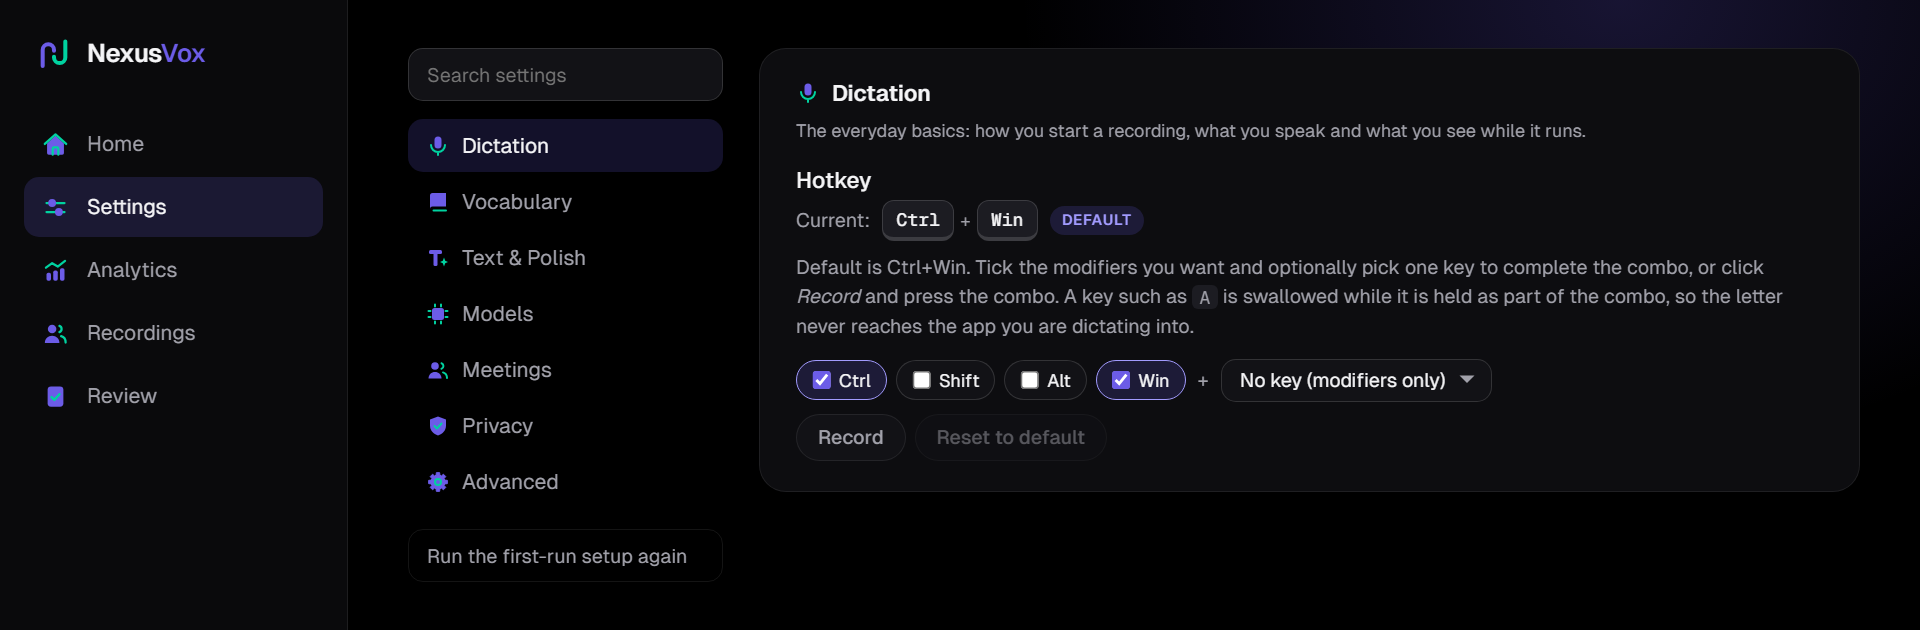 NexusVox
Home
Settings
Analytics
Recordings
Review
Search settings
Dictation
Vocabulary
Text & Polish
Models
Meetings
Privacy
Advanced
Run the first-run setup again
Dictation
The everyday basics: how you start a recording, what you speak and what you see while it runs.
Hotkey
Current: Ctrl + Win DEFAULT
Default is Ctrl+Win. Tick the modifiers you want and optionally pick one key to complete the combo, or click
Record and press the combo. A key such as A is swallowed while it is held as part of the combo, so the letter
never reaches the app you are dictating into.
Ctrl Shift Alt Win + No key (modifiers only)
Record Reset to default